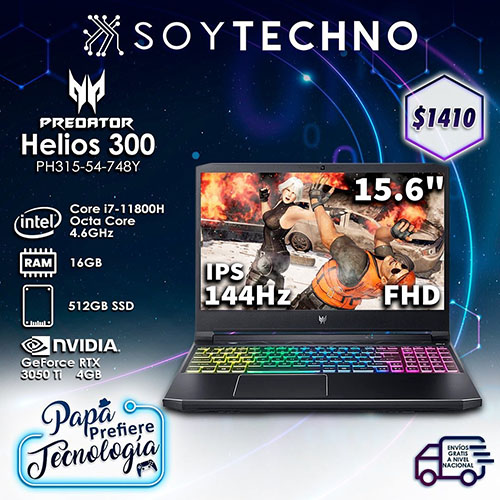 SOYTECHNO
PREDATOR
Helios 300
PH315-54-748Y
$1410
intel
Core i7-11800H
Octa Core
4.6GHz
RAM
16GB
512GB SSD
NVIDIA.
GeForce RTX
3050 TI 4GB
15.6"
IPS
144Hz
FHD
Papá
Prefiere
Tecnología
ENVÍOS
GRATIS
A NIVEL
NACIONAL